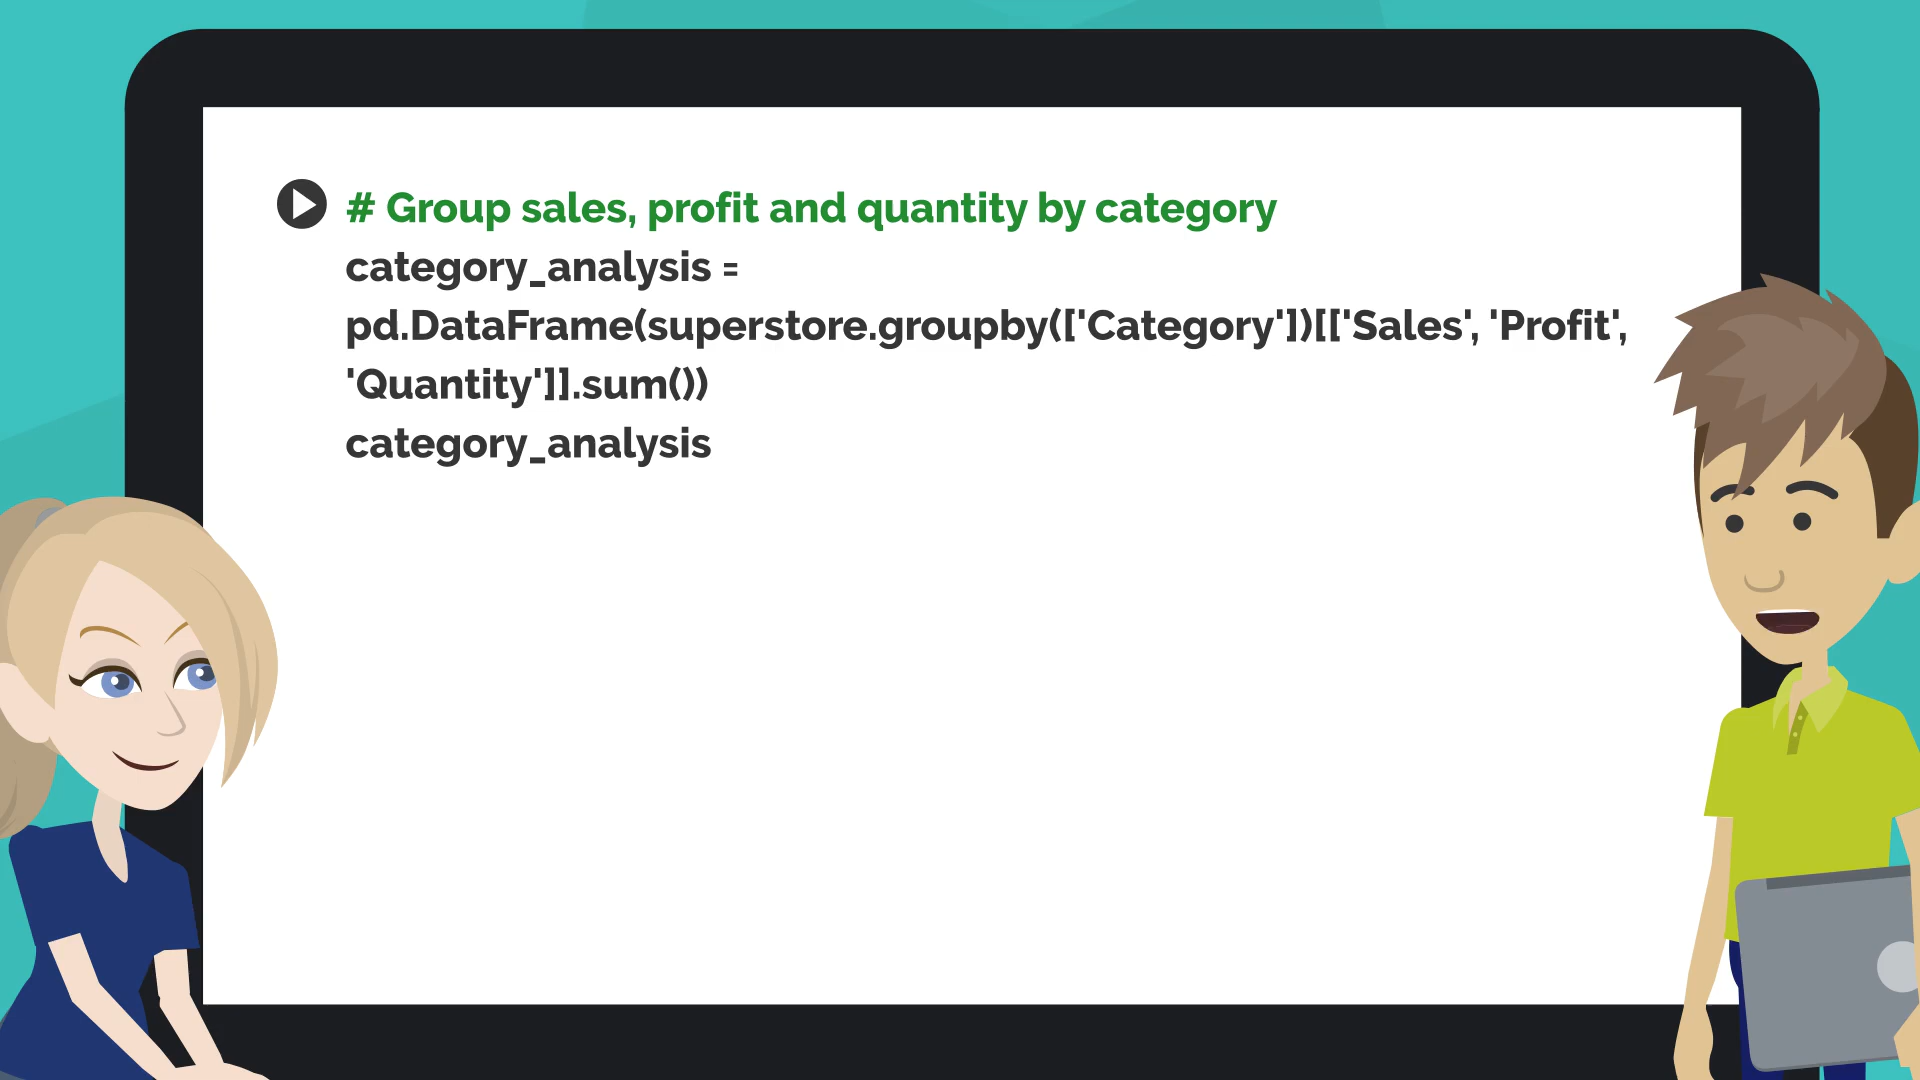 # Group sales, profit and quantity by category
category_analysis =
pd.DataFrame(superstore.groupby(['Category'])[['Sales', 'Profit',
'Quantity']].sum())
category_analysis